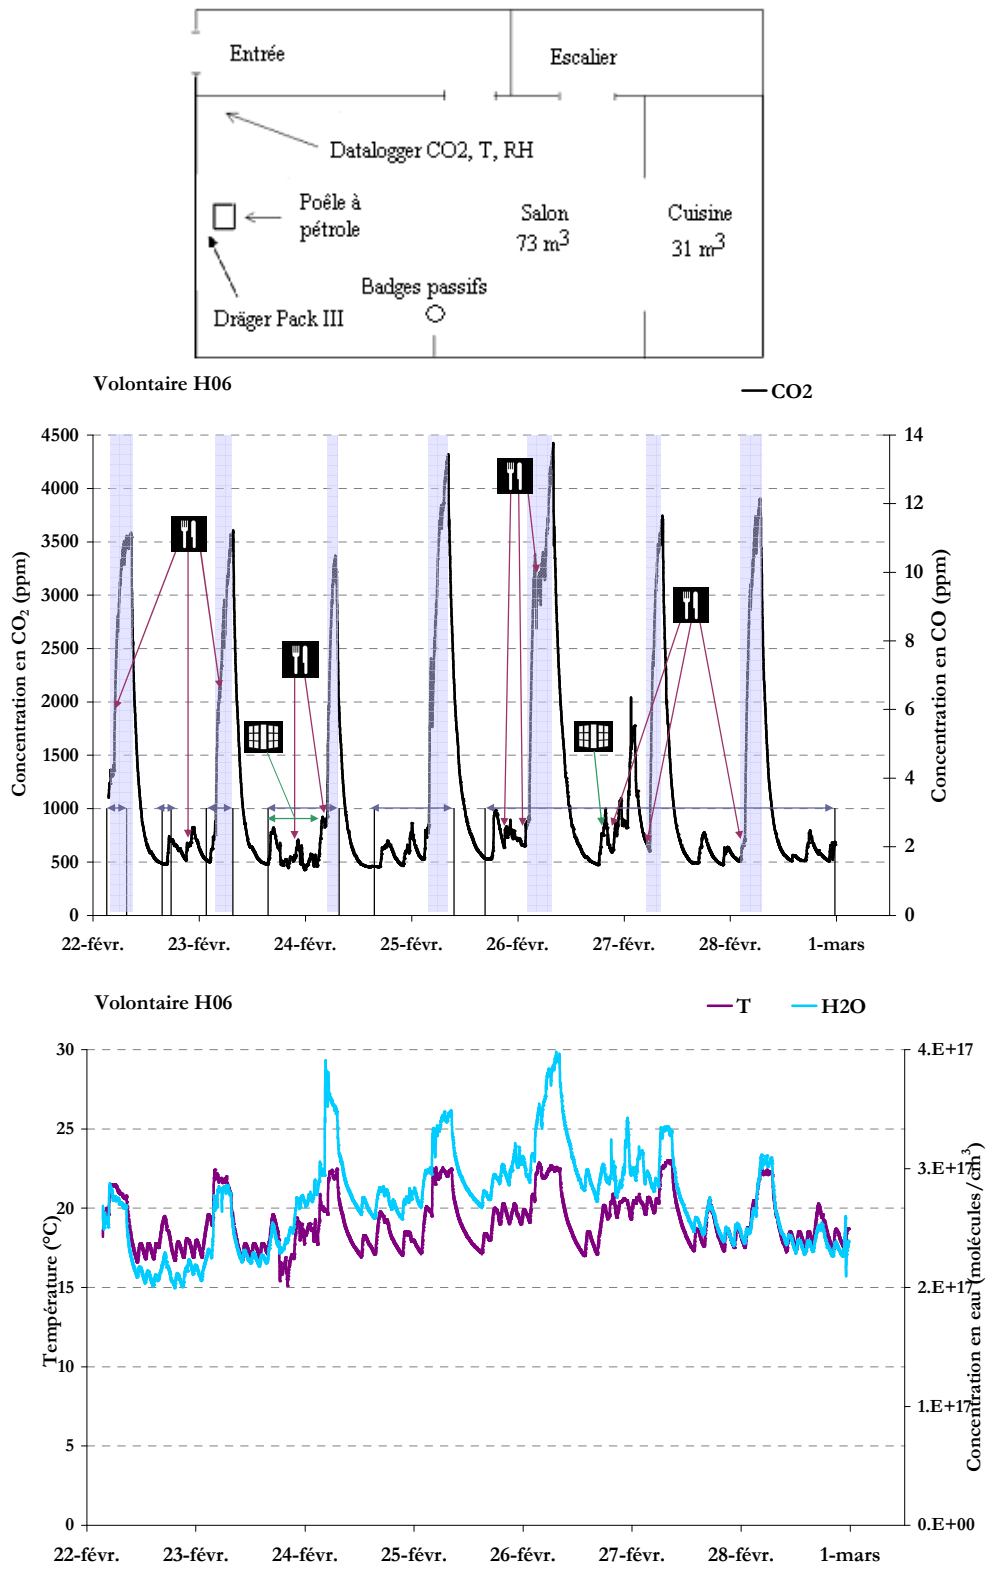 Entrée
Escalier
Datalogger CO2, T, RH
Poêle à
pétrole
Salon
73 m3
Cuisine
31 m3
Badges passifs
Dräger Pack III
Volontaire H06
CO2
4500
4000
3500
3000
2500
2000
1500
1000
500
0
Concentration en CO2 (ppm)
14
12
10
8
6
4
2
0
Concentration en CO (ppm)
22-févr.
23-févr.
24-févr.
25-févr.
26-févr.
27-févr.
28-févr.
1-mars
Volontaire H06
T
H2O
30
25
20
15
10
5
0
Température (°C)
4.E+17
3.E+17
2.E+17
1.E+17
0.E+00
Concentration en eau (molécules/cm3)
22-févr.
23-févr.
24-févr.
25-févr.
26-févr.
27-févr.
28-févr.
1-mars